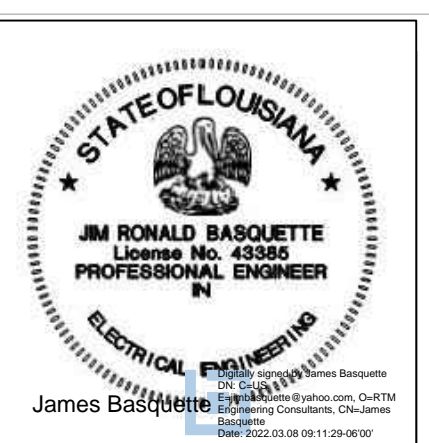 STATE OF LOUISIANA
JIM RONALD BASQUETTE
License No. 43385
PROFESSIONAL ENGINEER
IN
ELECTRICAL ENGINEERING
James Basquette
Digitally signed by James Basquette
DN: C=US,
E=jimbasquette@yahoo.com, O=RTM
Engineering Consultants, CN=James
Basquette
Date: 2022.03.08 09:11:29-06'00'